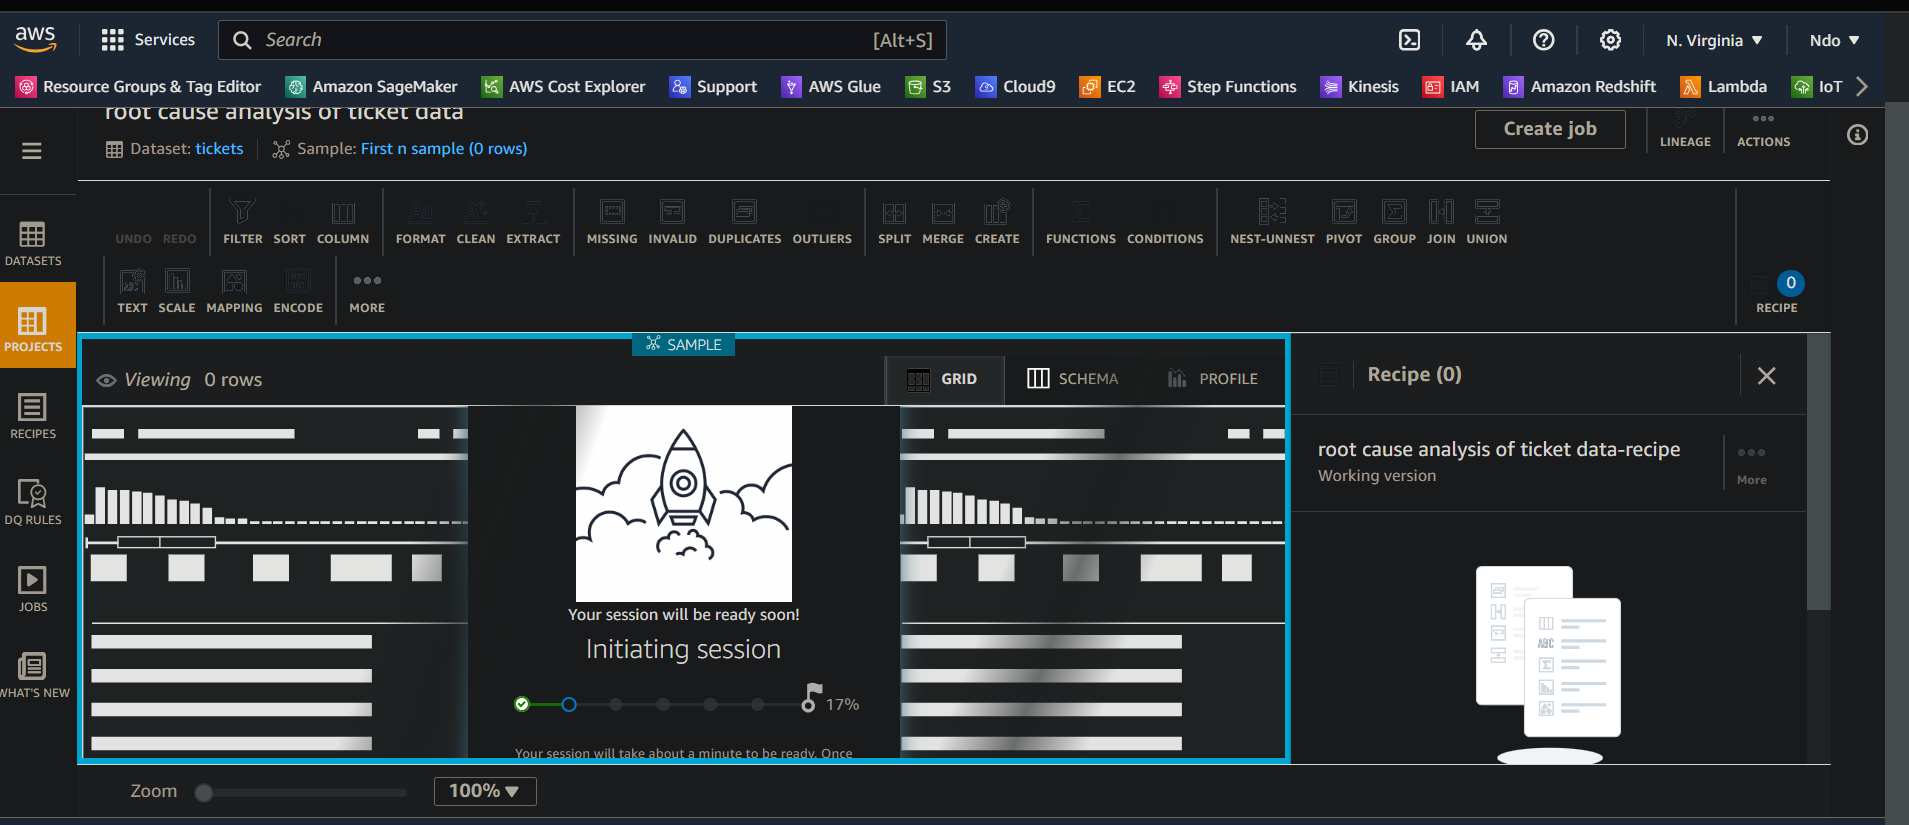 aws
Services
Search
[Alt+S]
N. Virginia ▼
Ndo ▼
Resource Groups & Tag Editor
Amazon SageMaker
AWS Cost Explorer
Support
AWS Glue
S3
Cloud9
EC2
Step Functions
Kinesis
IAM
Amazon Redshift
Lambda
IoT
root cause analysis of ticket data
Dataset: tickets
Sample: First n sample (0 rows)
Create job
LINEAGE
ACTIONS
UNDO
REDO
FILTER
SORT
COLUMN
FORMAT
CLEAN
EXTRACT
MISSING
INVALID
DUPLICATES
OUTLIERS
SPLIT
MERGE
CREATE
FUNCTIONS
CONDITIONS
NEST-UNNEST
PIVOT
GROUP
JOIN
UNION
TEXT
SCALE
MAPPING
ENCODE
MORE
0
RECIPE
DATASETS
PROJECTS
RECIPES
DQ RULES
JOBS
WHAT'S NEW
SAMPLE
Viewing 0 rows
GRID
SCHEMA
PROFILE
Your session will be ready soon!
Initiating session
17%
Your session will take about a minute to be ready. Once
Recipe (0)
root cause analysis of ticket data-recipe
Working version
More
ABC
Zoom
100% ▼